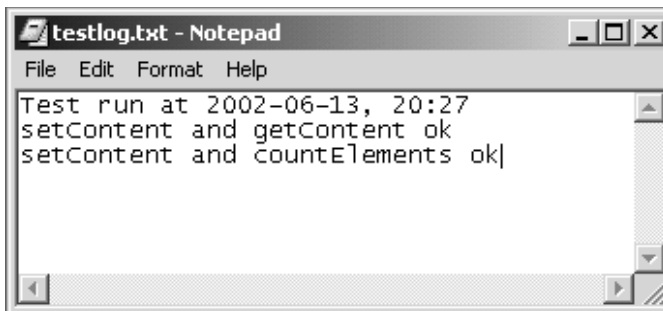 testlog.txt - Notepad
File Edit Format Help
Test run at 2002-06-13, 20:27
setContent and getContent ok
setContent and countElements ok